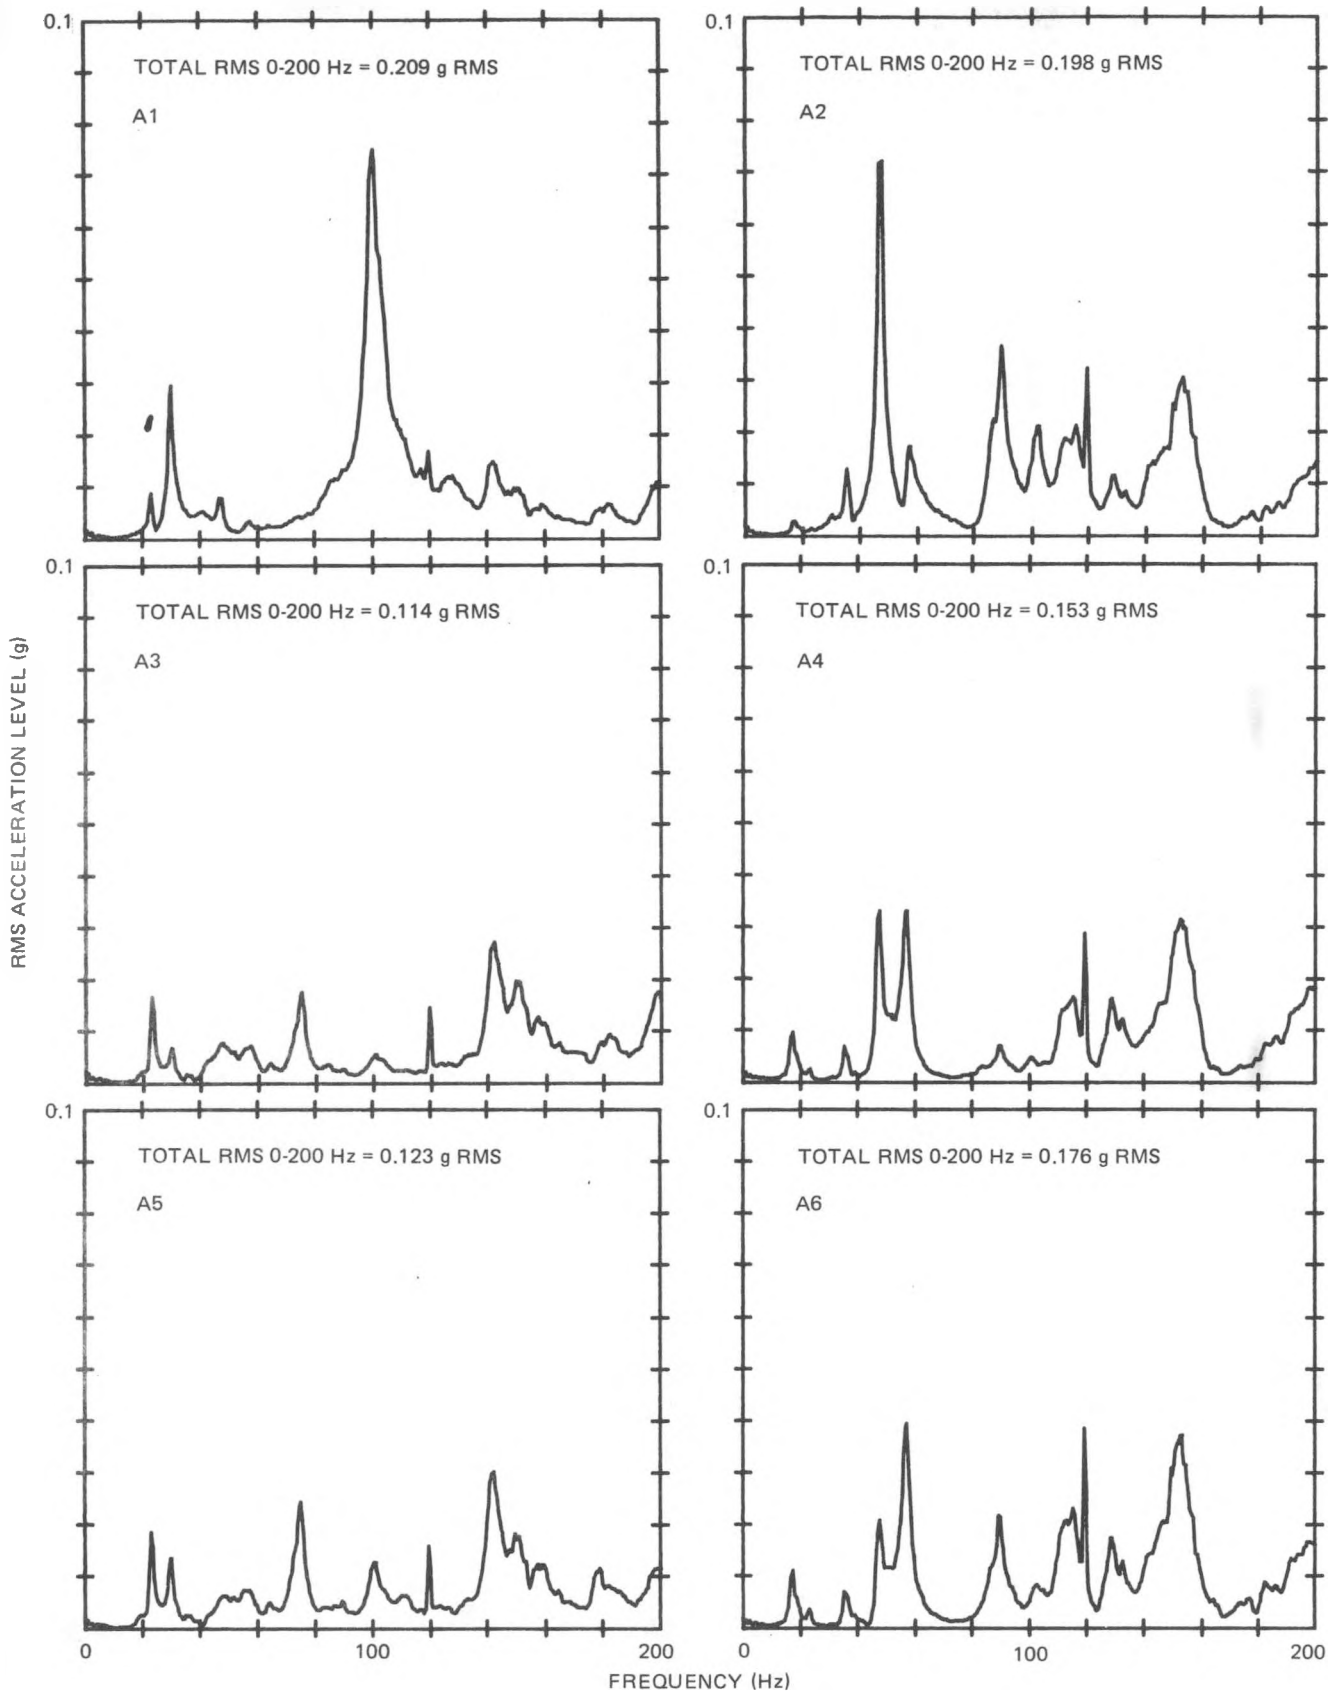 0.1
TOTAL RMS 0-200 Hz = 0.209 g RMS
A1
0.1
TOTAL RMS 0-200 Hz = 0.198 g RMS
A2
RMS ACCELERATION LEVEL (g)
0.1
TOTAL RMS 0-200 Hz = 0.114 g RMS
A3
0.1
TOTAL RMS 0-200 Hz = 0.153 g RMS
A4
0.1
TOTAL RMS 0-200 Hz = 0.123 g RMS
A5
0.1
TOTAL RMS 0-200 Hz = 0.176 g RMS
A6
0 100 200
0 100 200
FREQUENCY (Hz)